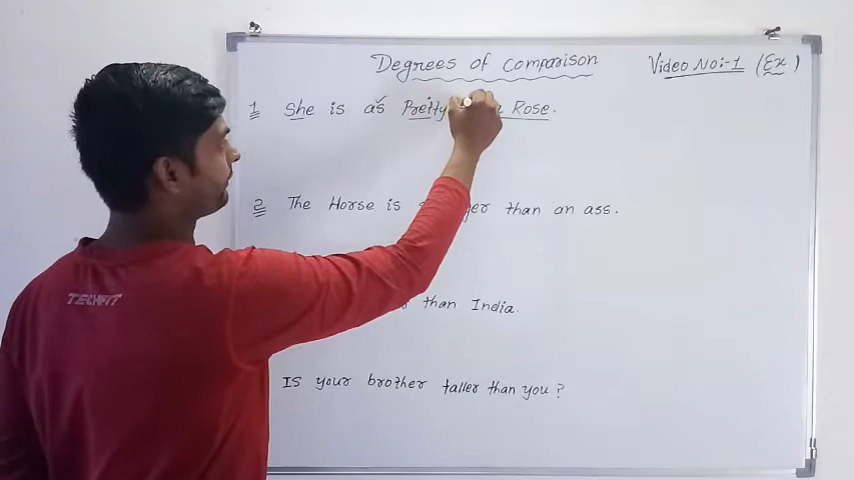 Degrees of Comparison
Video No:-1 (Ex)
1 She is as Pretty Rose.
2 The Horse is than an ass.
than India.
Is your brother taller than you?
TECHFIT